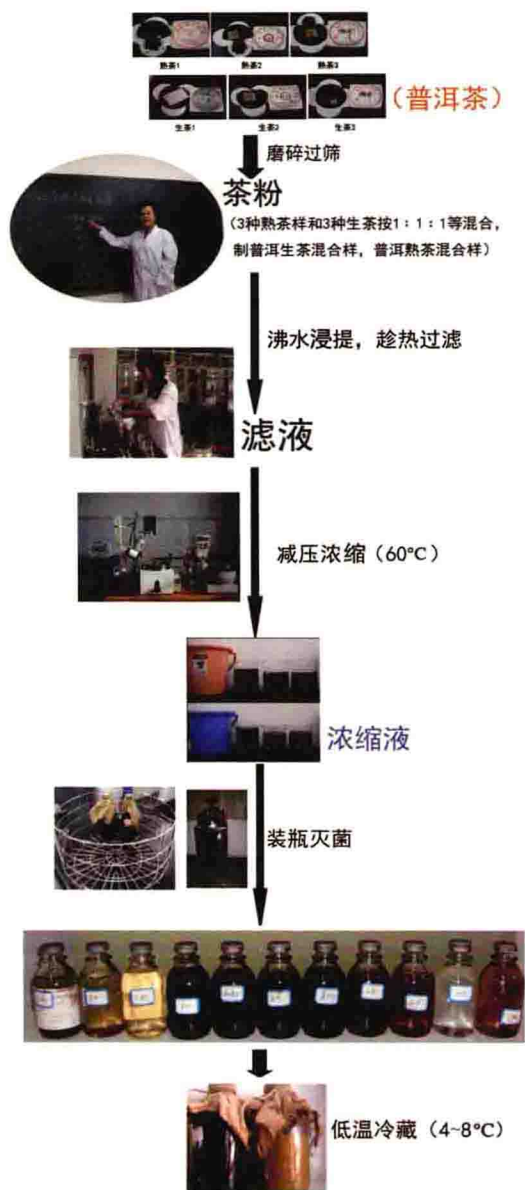 熟茶1 熟茶2 熟茶3
生茶1 生茶2 生茶3
（普洱茶）
磨碎过筛
茶粉
（3种熟茶样和3种生茶按1：1：1等混合，
制普洱生茶混合样，普洱熟茶混合样）
沸水浸提，趁热过滤
滤液
减压浓缩（60℃）
浓缩液
装瓶灭菌
低温冷藏（4~8℃）